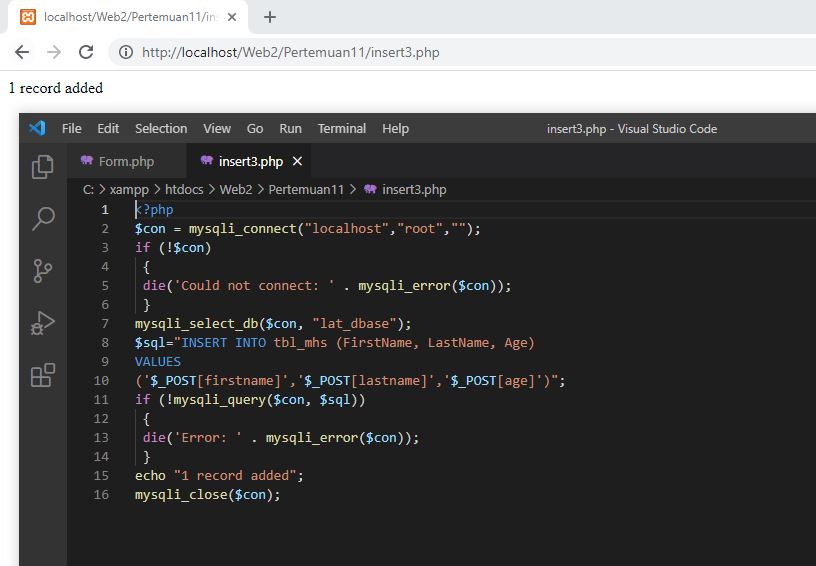 localhost/Web2/Pertemuan11/in
http://localhost/Web2/Pertemuan11/insert3.php
1 record added
File Edit Selection View Go Run Terminal Help insert3.php - Visual Studio Code
Form.php insert3.php
C: > xampp > htdocs > Web2 > Pertemuan11 > insert3.php
1 <?php
2 $con = mysqli_connect("localhost","root","");
3 if (!$con)
4 {
5 die('Could not connect: ' . mysqli_error($con));
6 }
7 mysqli_select_db($con, "lat_dbase");
8 $sql="INSERT INTO tbl_mhs (FirstName, LastName, Age)
9 VALUES
10 ('$_POST[firstname]','$_POST[lastname]','$_POST[age]')";
11 if (!mysqli_query($con, $sql))
12 {
13 die('Error: ' . mysqli_error($con));
14 }
15 echo "1 record added";
16 mysqli_close($con);